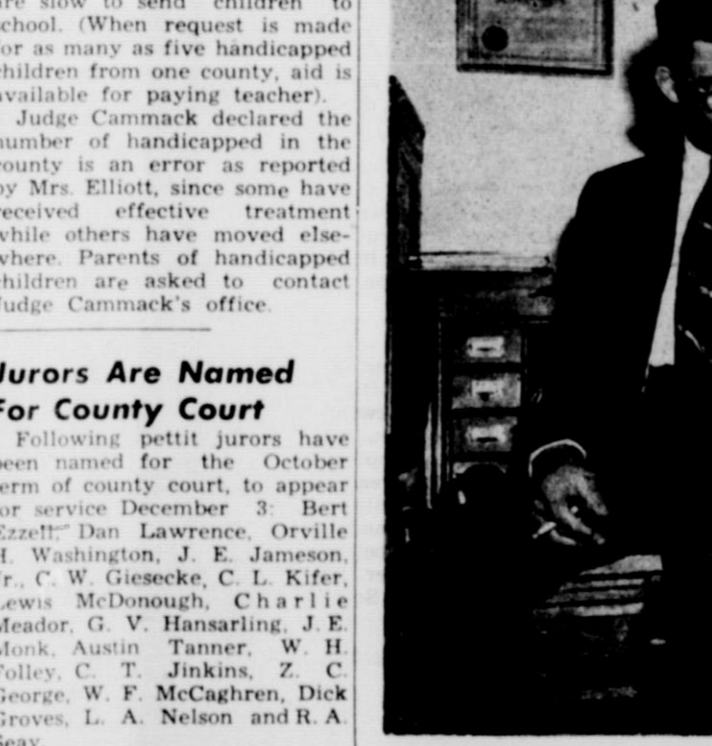 are slow to send children to
school. (When request is made
for as many as five handicapped
children from one county, aid is
available for paying teacher).
Judge Cammack declared the
number of handicapped in the
county is an error as reported
by Mrs. Elliott, since some have
received effective treatment
while others have moved else-
where. Parents of handicapped
children are asked to contact
Judge Cammack's office.
Jurors Are Named
For County Court
Following pettit jurors have
been named for the October
term of county court, to appear
for service December 3: Bert
Ezzell, Dan Lawrence, Orville
H. Washington, J. E. Jameson,
Jr., C. W. Giesecke, C. L. Kifer,
Lewis McDonough, Charlie
Meador, G. V. Hansarling, J. E.
Monk, Austin Tanner, W. H.
Folley, C. T. Jinkins, Z. C.
George, W. F. McCaghren, Dick
Groves, L. A. Nelson and R. A.
Seay.